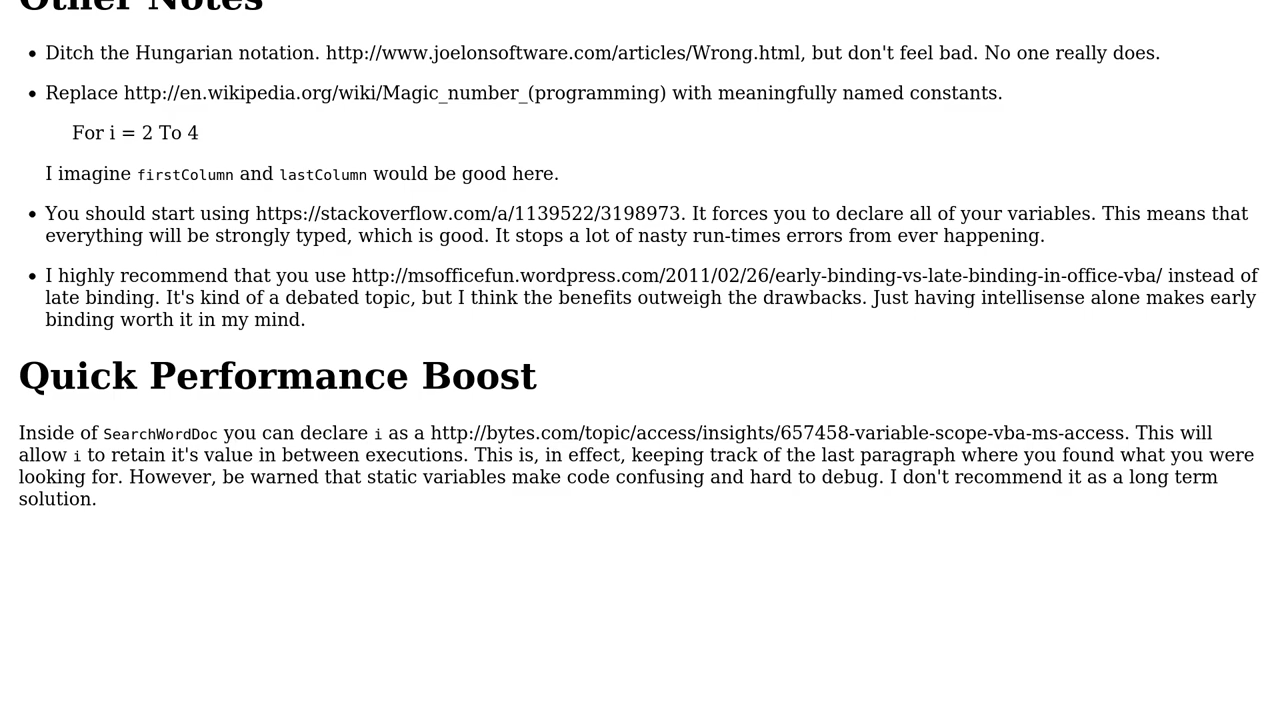 Other Notes
Ditch the Hungarian notation. http://www.joelonsoftware.com/articles/Wrong.html, but don't feel bad. No one really does.
Replace http://en.wikipedia.org/wiki/Magic_number_(programming) with meaningfully named constants.
For i = 2 To 4
I imagine firstColumn and lastColumn would be good here.
You should start using https://stackoverflow.com/a/1139522/3198973. It forces you to declare all of your variables. This means that
everything will be strongly typed, which is good. It stops a lot of nasty run-times errors from ever happening.
I highly recommend that you use http://msofficefun.wordpress.com/2011/02/26/early-binding-vs-late-binding-in-office-vba/ instead of
late binding. It's kind of a debated topic, but I think the benefits outweigh the drawbacks. Just having intellisense alone makes early
binding worth it in my mind.
Quick Performance Boost
Inside of SearchWordDoc you can declare i as a http://bytes.com/topic/access/insights/657458-variable-scope-vba-ms-access. This will
allow i to retain it's value in between executions. This is, in effect, keeping track of the last paragraph where you found what you were
looking for. However, be warned that static variables make code confusing and hard to debug. I don't recommend it as a long term
solution.